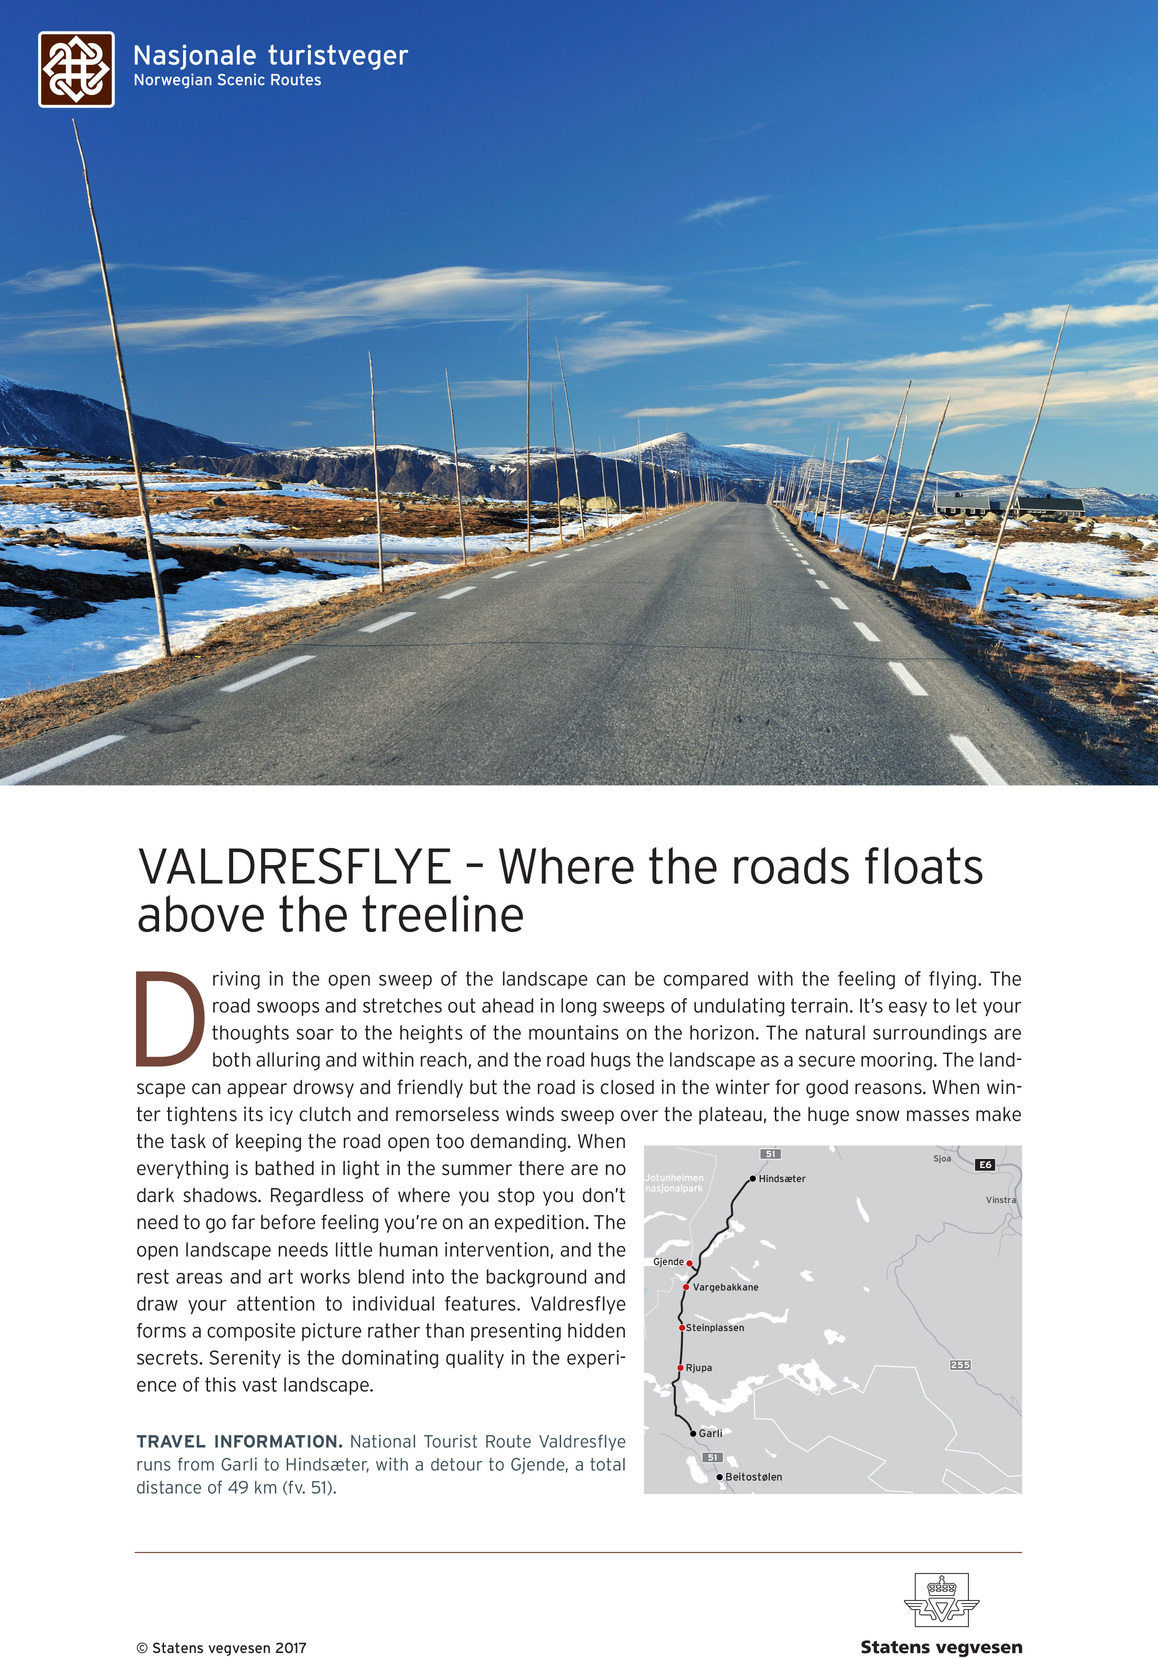 Nasjonale turistveger
Norwegian Scenic Routes
VALDRESFLYE – Where the roads floats
above the treeline
Driving in the open sweep of the landscape can be compared with the feeling of flying. The
road swoops and stretches out ahead in long sweeps of undulating terrain. It's easy to let your
thoughts soar to the heights of the mountains on the horizon. The natural surroundings are
both alluring and within reach, and the road hugs the landscape as a secure mooring. The land-
scape can appear drowsy and friendly but the road is closed in the winter for good reasons. When win-
ter tightens its icy clutch and remorseless winds sweep over the plateau, the huge snow masses make
the task of keeping the road open too demanding. When
everything is bathed in light in the summer there are no
dark shadows. Regardless of where you stop you don't
need to go far before feeling you're on an expedition. The
open landscape needs little human intervention, and the
rest areas and art works blend into the background and
draw your attention to individual features. Valdresflye
forms a composite picture rather than presenting hidden
secrets. Serenity is the dominating quality in the experi-
ence of this vast landscape.
TRAVEL INFORMATION. National Tourist Route Valdresflye
runs from Garli to Hindsæter, with a detour to Gjende, a total
distance of 49 km (fv. 51).
51
Sjoa
E6
Jotunheimen
nasjonalpark
Hindsæter
Vinstra
Gjende
Vargebakkane
Steinplassen
Rjupa
255
Garli
51
Beitostølen
© Statens vegvesen 2017
Statens vegvesen